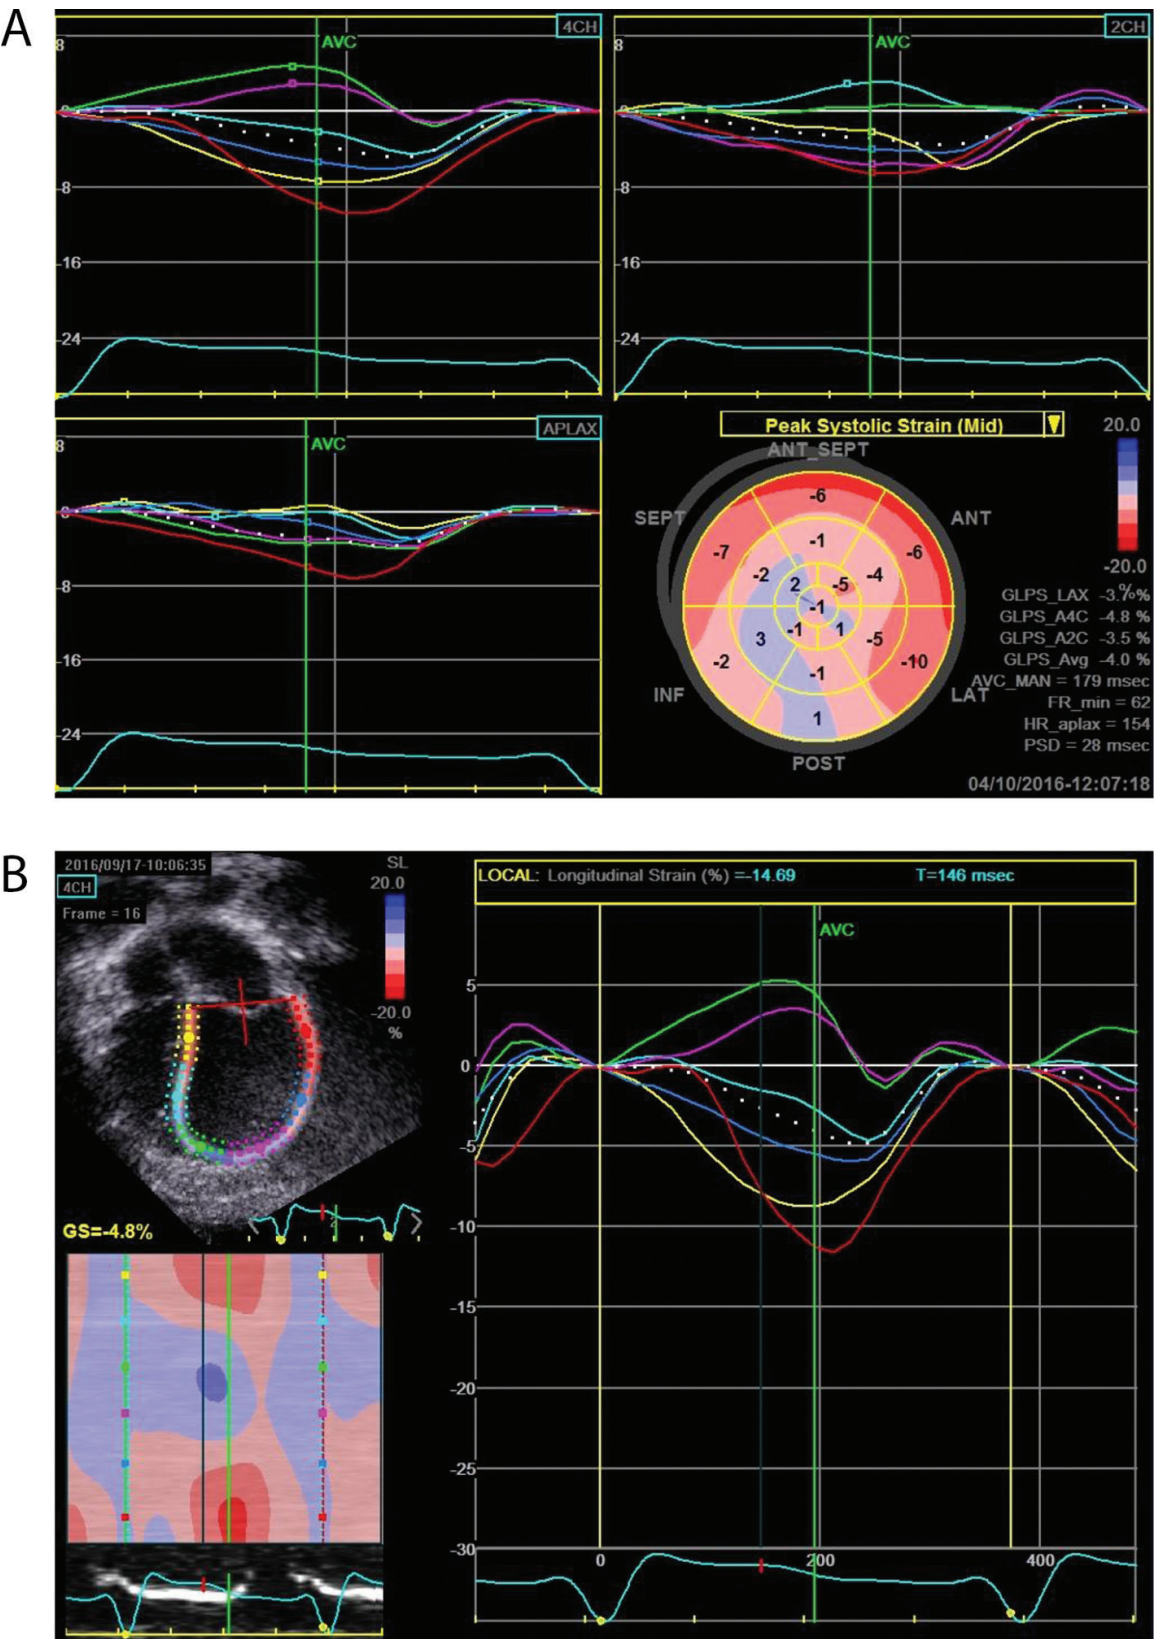 A
4CH
8
AVC
0
-8
-16
-24
2CH
8
AVC
0
-8
-16
-24
APLAX
8
AVC
0
-8
-16
-24
Peak Systolic Strain (Mid)
ANT_SEPT
SEPT
ANT
INF
LAT
POST
-6
-7
-1
-6
-2
2
-5
-4
-1
3
-1
1
-5
-2
-1
-10
1
20.0
-20.0
%
GLPS_LAX -3. %
GLPS_A4C -4.8 %
GLPS_A2C -3.5 %
GLPS_Avg -4.0 %
AVC_MAN = 179 msec
FR_min = 62
HR_aplax = 154
PSD = 28 msec
04/10/2016-12:07:18
B
2016/09/17-10:06:35
4CH
Frame = 16
SL
20.0
-20.0
%
GS=-4.8%
LOCAL: Longitudinal Strain (%) =-14.69 T=146 msec
AVC
5
0
-5
-10
-15
-20
-25
-30
0 200 400